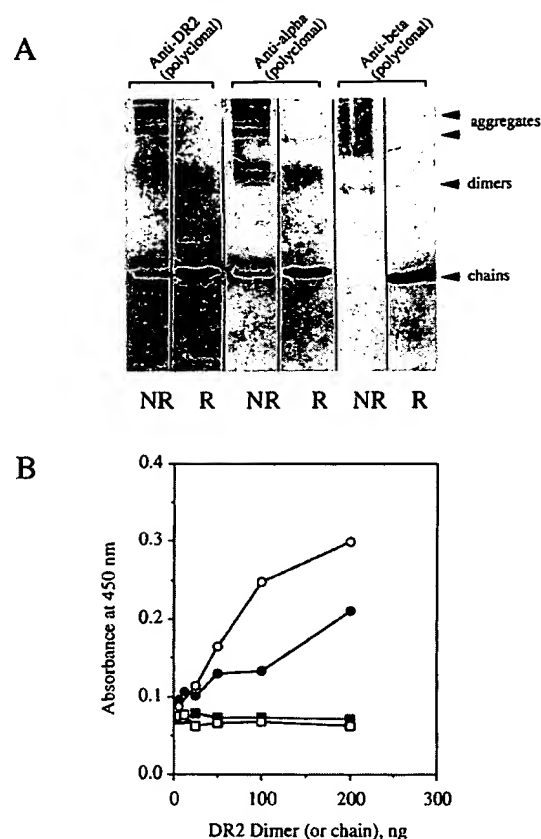 A
Anti-DR2
(polyclonal)
Anti-alpha
(polyclonal)
Anti-beta
(polyclonal)
aggregates
dimers
chains
NR R NR R NR R
B
0.4
0.3
0.2
0.1
0.0
Absorbance at 450 nm
0 100 200 300
DR2 Dimer (or chain), ng